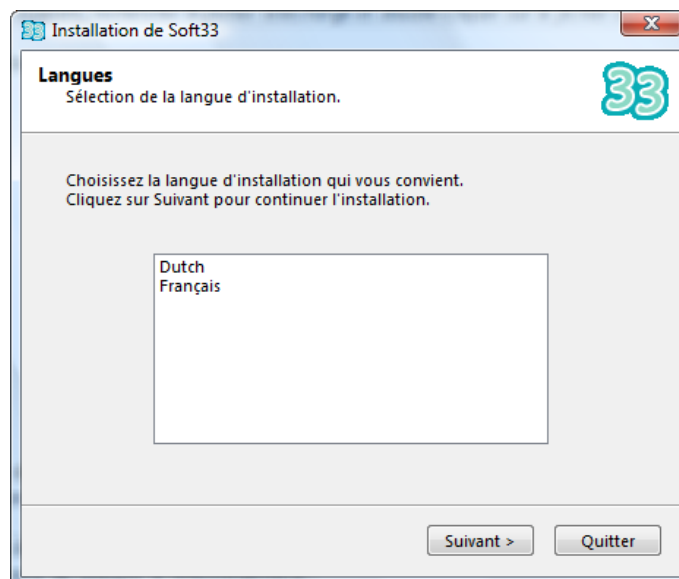 Installation de Soft33
Langues
Sélection de la langue d'installation.
33
Choisissez la langue d'installation qui vous convient.
Cliquez sur Suivant pour continuer l'installation.
Dutch
Français
Suivant >
Quitter